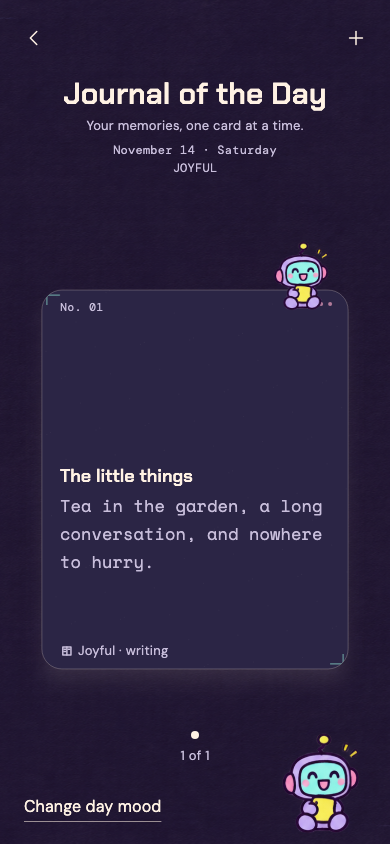 Journal of the Day
Your memories, one card at a time.
November 14 · Saturday
JOYFUL
No. 01
The little things
Tea in the garden, a long
conversation, and nowhere
to hurry.
Joyful · writing
1 of 1
Change day mood